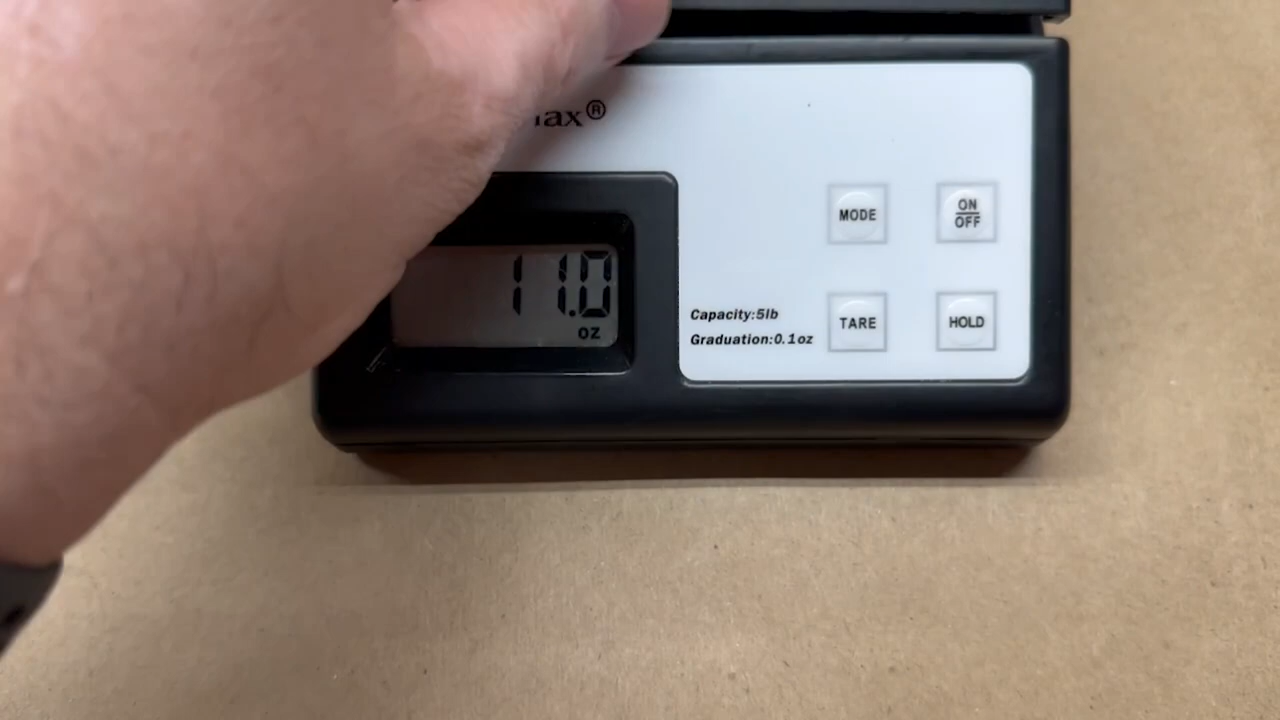 ax®
11.0
oz
MODE
ON
OFF
TARE
HOLD
Capacity:5lb
Graduation:0.1oz